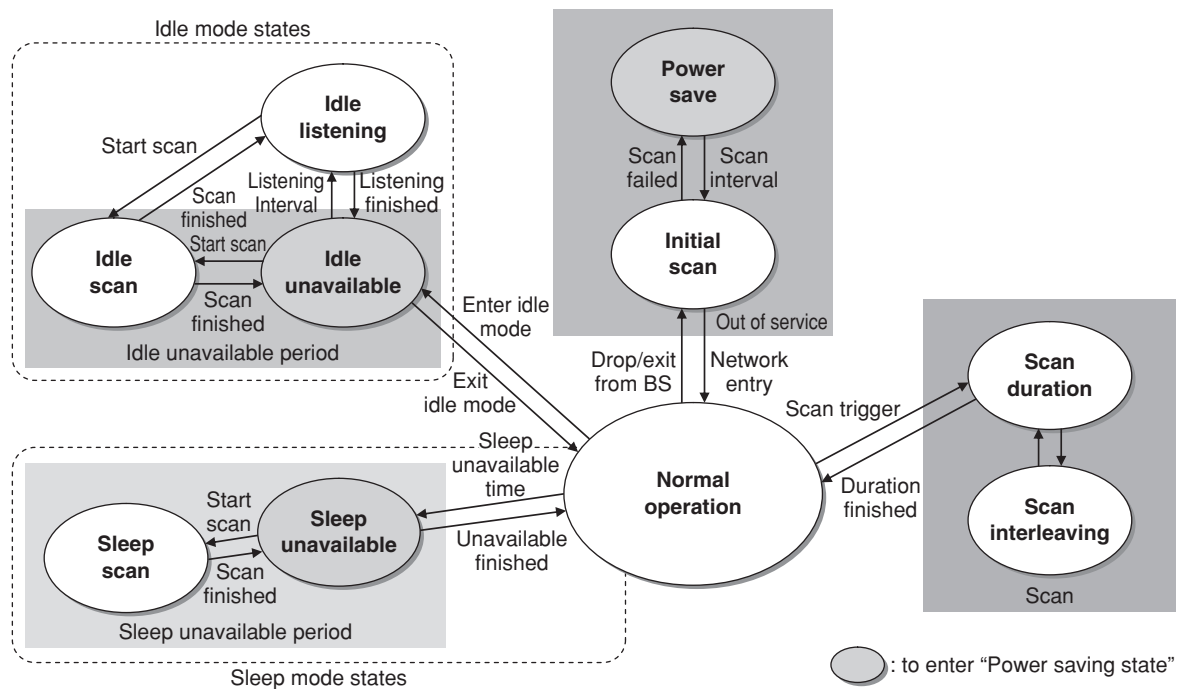 Idle mode states
Idle
listening
Start scan
Scan
finished
Listening
Interval
Listening
finished
Idle
scan
Start scan
Scan
finished
Idle
unavailable
Idle unavailable period
Enter idle
mode
Exit
idle mode
Power
save
Scan
failed
Scan
interval
Initial
scan
Out of service
Drop/exit
from BS
Network
entry
Normal
operation
Scan trigger
Duration
finished
Scan
duration
Scan
interleaving
Scan
Sleep
unavailable
time
Unavailable
finished
Sleep
scan
Start
scan
Scan
finished
Sleep
unavailable
Sleep unavailable period
Sleep mode states
: to enter “Power saving state”